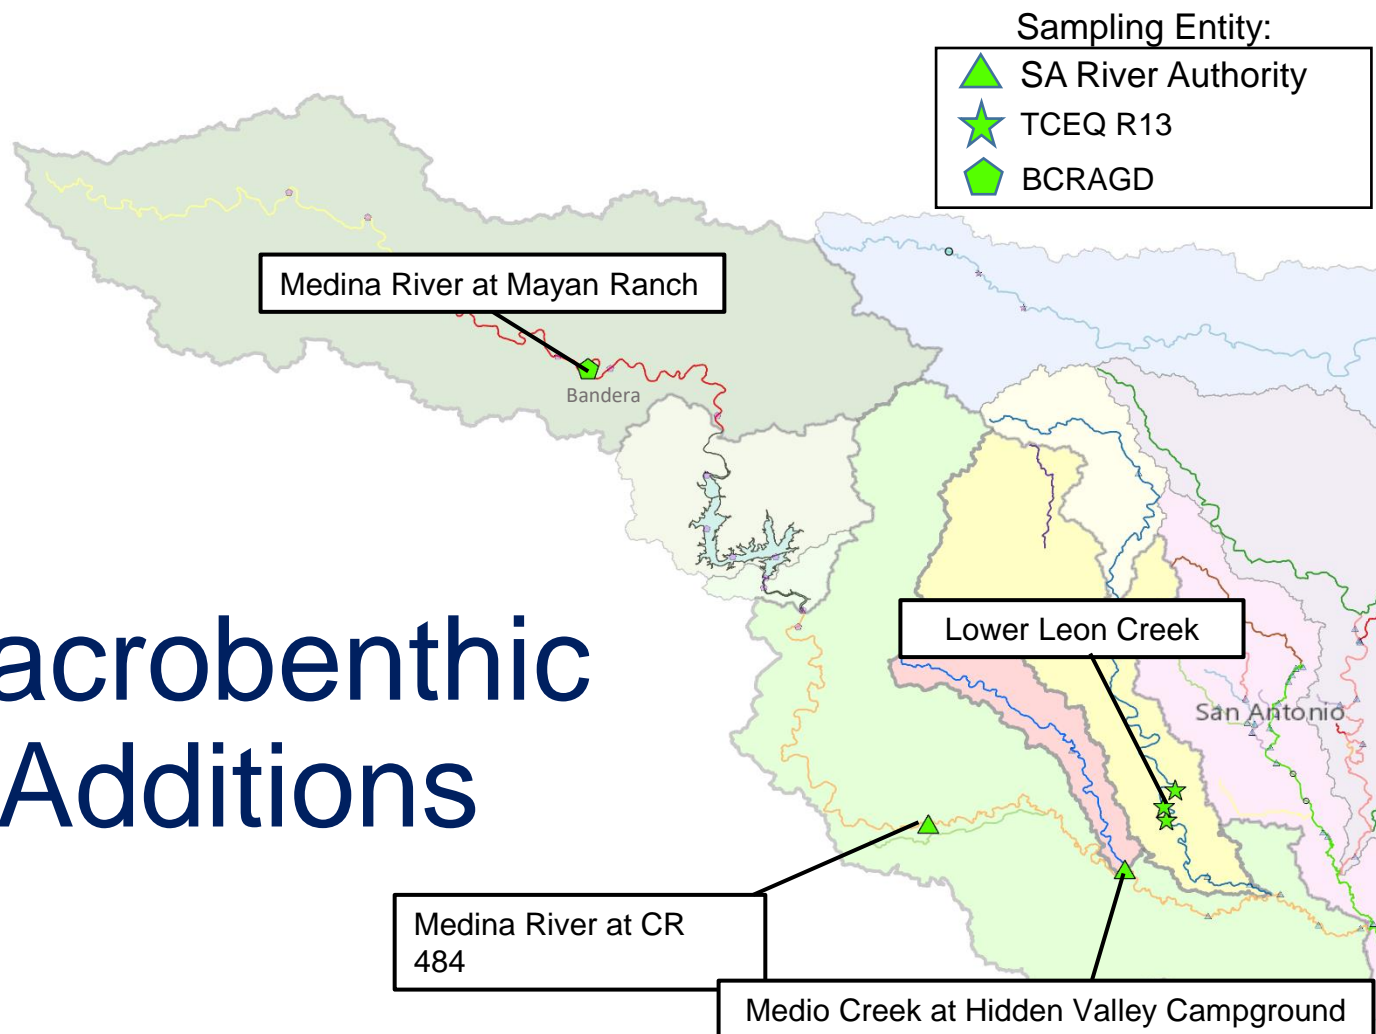 Sampling Entity:
SA River Authority
TCEQ R13
BCRAGD
Medina River at Mayan Ranch
Bandera
Lower Leon Creek
San Antonio
acrobenthic
Additions
Medina River at CR
484
Medio Creek at Hidden Valley Campground